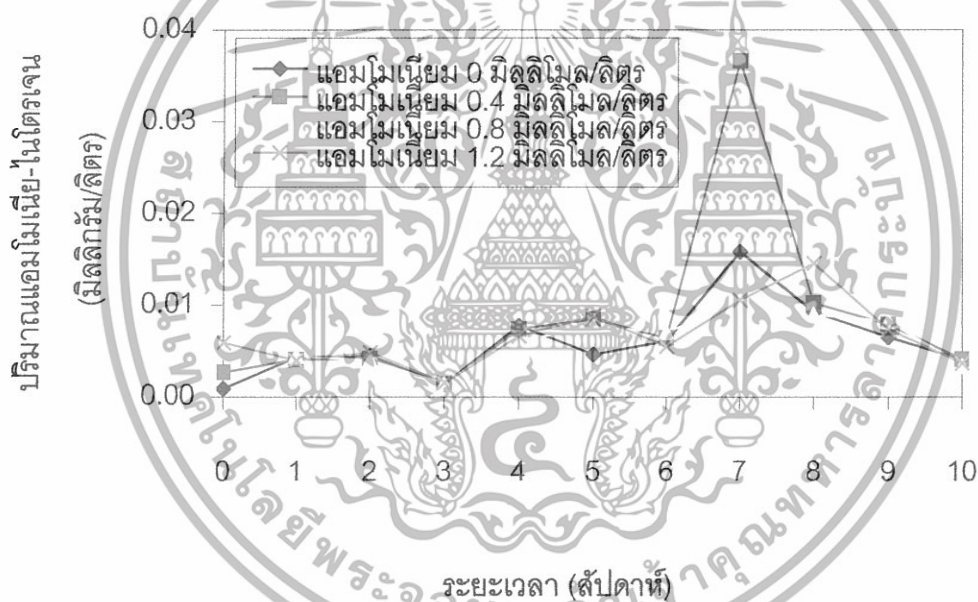 ปริมาณแอมโมเนีย-ไนโตรเจน
(มิลลิกรัม/ลิตร)
0.04
0.03
0.02
0.01
0.00
แอมโมเนียม 0 มิลลิโมล/ลิตร
แอมโมเนียม 0.4 มิลลิโมล/ลิตร
แอมโมเนียม 0.8 มิลลิโมล/ลิตร
แอมโมเนียม 1.2 มิลลิโมล/ลิตร
0 1 2 3 4 5 6 7 8 9 10
ระยะเวลา (สัปดาห์)